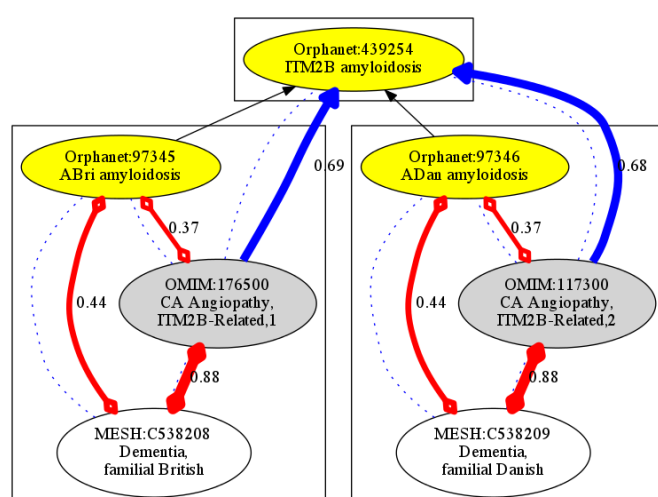 Orphanet:439254
ITM2B amyloidosis
0.69
0.68
Orphanet:97345
ABri amyloidosis
Orphanet:97346
ADan amyloidosis
0.37
0.37
0.44
OMIM:176500
CA Angiopathy,
ITM2B-Related,1
0.44
OMIM:117300
CA Angiopathy,
ITM2B-Related,2
0.88
0.88
MESH:C538208
Dementia,
familial British
MESH:C538209
Dementia,
familial Danish